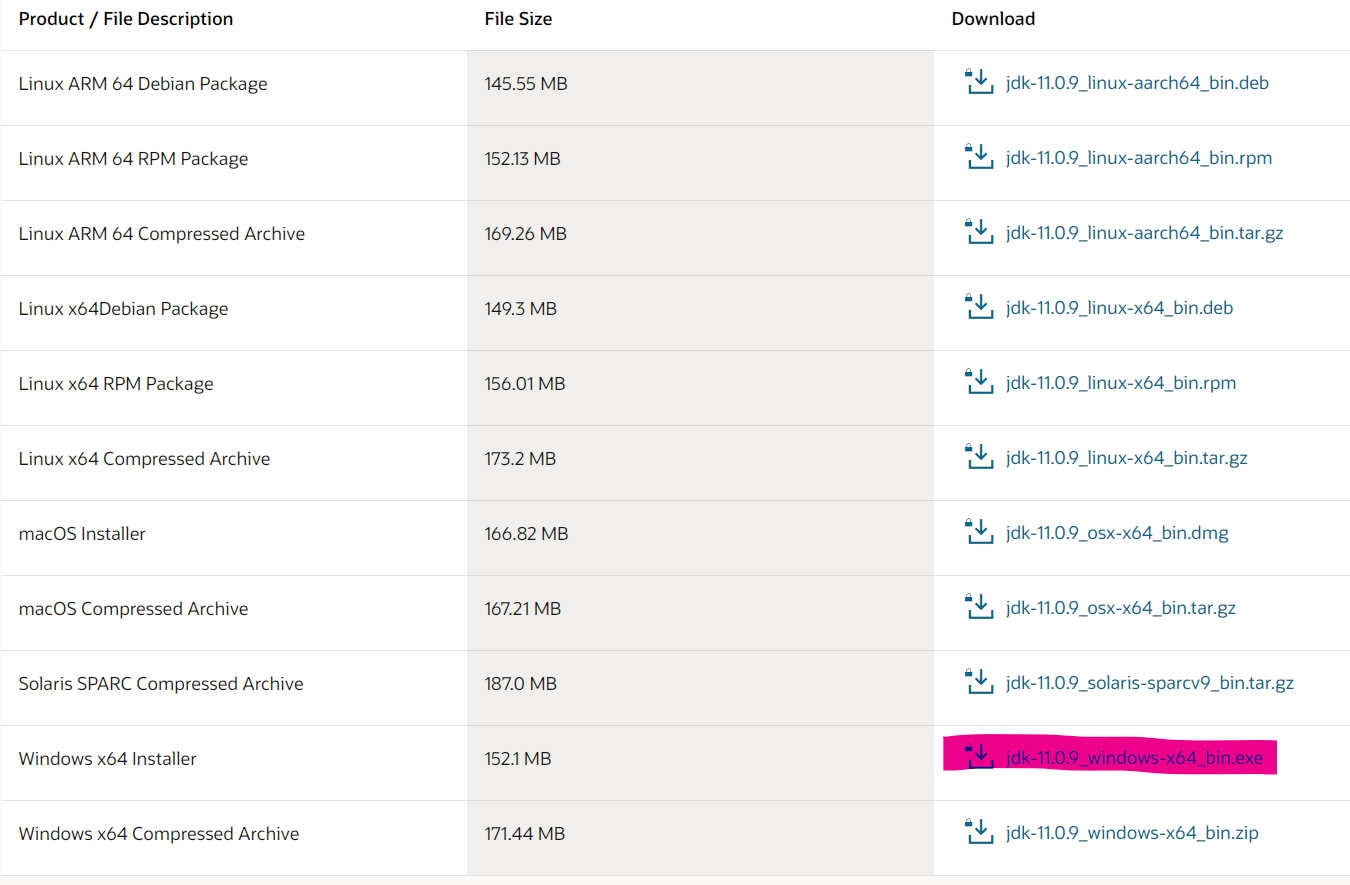 Product / File Description File Size Download
Linux ARM 64 Debian Package 145.55 MB jdk-11.0.9_linux-aarch64_bin.deb
Linux ARM 64 RPM Package 152.13 MB jdk-11.0.9_linux-aarch64_bin.rpm
Linux ARM 64 Compressed Archive 169.26 MB jdk-11.0.9_linux-aarch64_bin.tar.gz
Linux x64Debian Package 149.3 MB jdk-11.0.9_linux-x64_bin.deb
Linux x64 RPM Package 156.01 MB jdk-11.0.9_linux-x64_bin.rpm
Linux x64 Compressed Archive 173.2 MB jdk-11.0.9_linux-x64_bin.tar.gz
macOS Installer 166.82 MB jdk-11.0.9_osx-x64_bin.dmg
macOS Compressed Archive 167.21 MB jdk-11.0.9_osx-x64_bin.tar.gz
Solaris SPARC Compressed Archive 187.0 MB jdk-11.0.9_solaris-sparcv9_bin.tar.gz
Windows x64 Installer 152.1 MB jdk-11.0.9_windows-x64_bin.exe
Windows x64 Compressed Archive 171.44 MB jdk-11.0.9_windows-x64_bin.zip